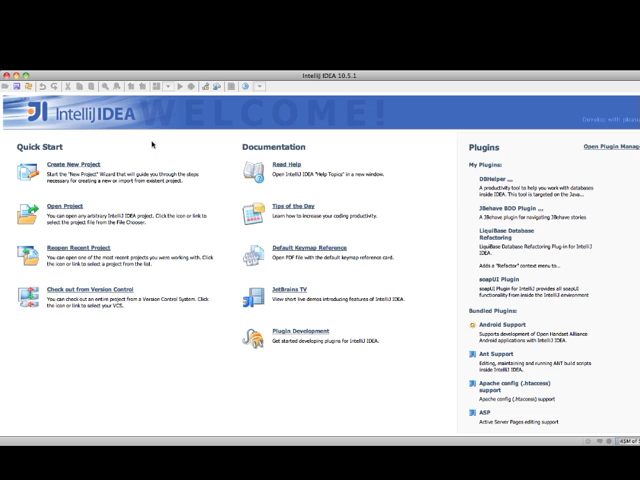 IntelliJ IDEA 10.5.1
IntelliJIDEA
WELCOME!
Develop with pleasu
Quick Start
Create New Project
Start the "New Project" Wizard that will guide you through the steps
necessary for creating a new or import from existing project.
Open Project
You can open any arbitrary IntelliJ IDEA project. Click the icon or link to
select the project file from the File Chooser.
Reopen Recent Project
You can open one of the most recent projects you were working with. Click
the icon or link to select a project from the list.
Check out from Version Control
You can check out an entire project from a Version Control System. Click
the icon or link to select your VCS.
Documentation
Read Help
Open IntelliJ IDEA "Help Topics" in a new window.
Tips of the Day
Learn how to increase your coding productivity.
Default Keymap Reference
Open PDF file with the default keymap reference card.
JetBrains TV
View short live demos introducing features of IntelliJ IDEA.
Plugin Development
Get started developing plugins for IntelliJ IDEA.
Plugins
Open Plugin Manag
My Plugins:
DBHelper ...
A productivity tool to help you work with databases
inside IDEA. This tool is targeted on the Java...
JBehave BDD Plugin ...
JBehave plugin for navigating JBehave stories
LiquiBase Database
Refactoring
LiquiBase Database Refactoring Plug-in for IntelliJ
IDEA.
Adds a "Refactor" context menu to...
soapUI Plugin
soapUI Plugin for IntelliJ provides all soapUI
functionality from inside the IntelliJ environment
Bundled Plugins:
Android Support
Supports development of Open Handset Alliance
Android applications with IntelliJ IDEA.
Ant Support
Editing, maintaining and running ANT build scripts
inside IntelliJ IDEA.
Apache config (.htaccess)
support
Apache config (.htaccess) support
ASP
Active Server Pages editing support
45M of